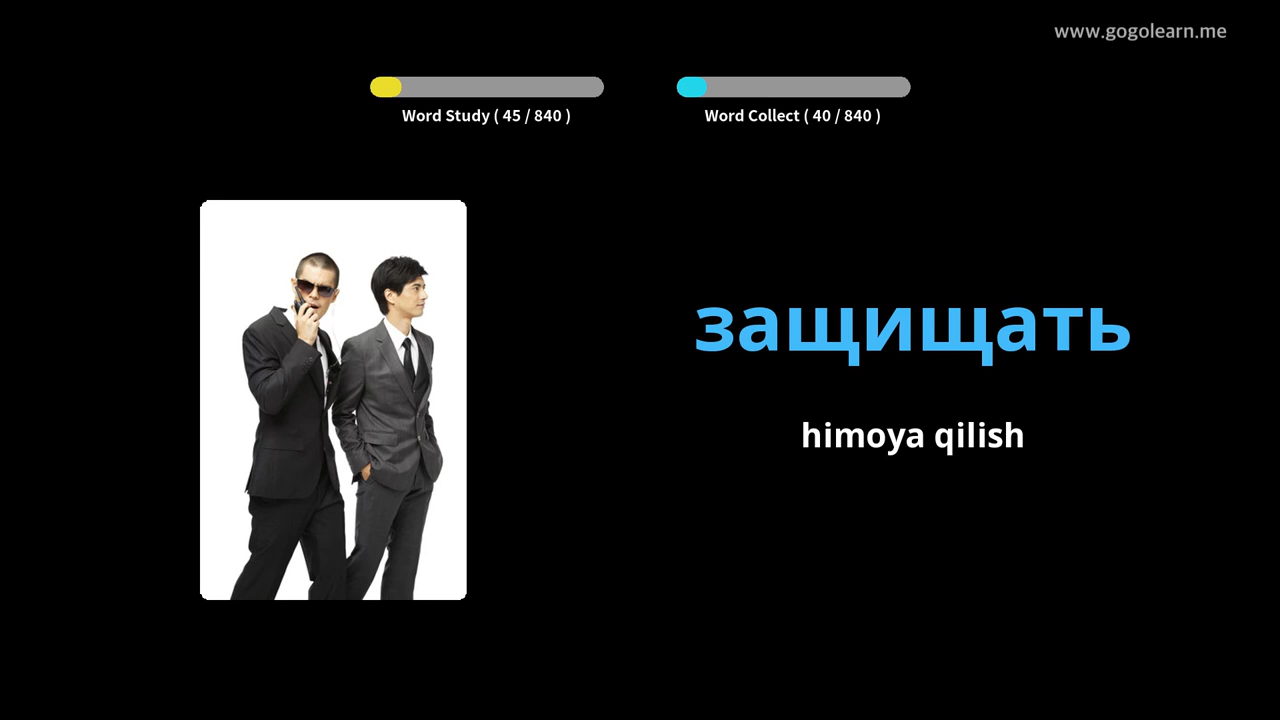 www.gogolearn.me
Word Study ( 45 / 840 )
Word Collect ( 40 / 840 )
защищать
himoya qilish